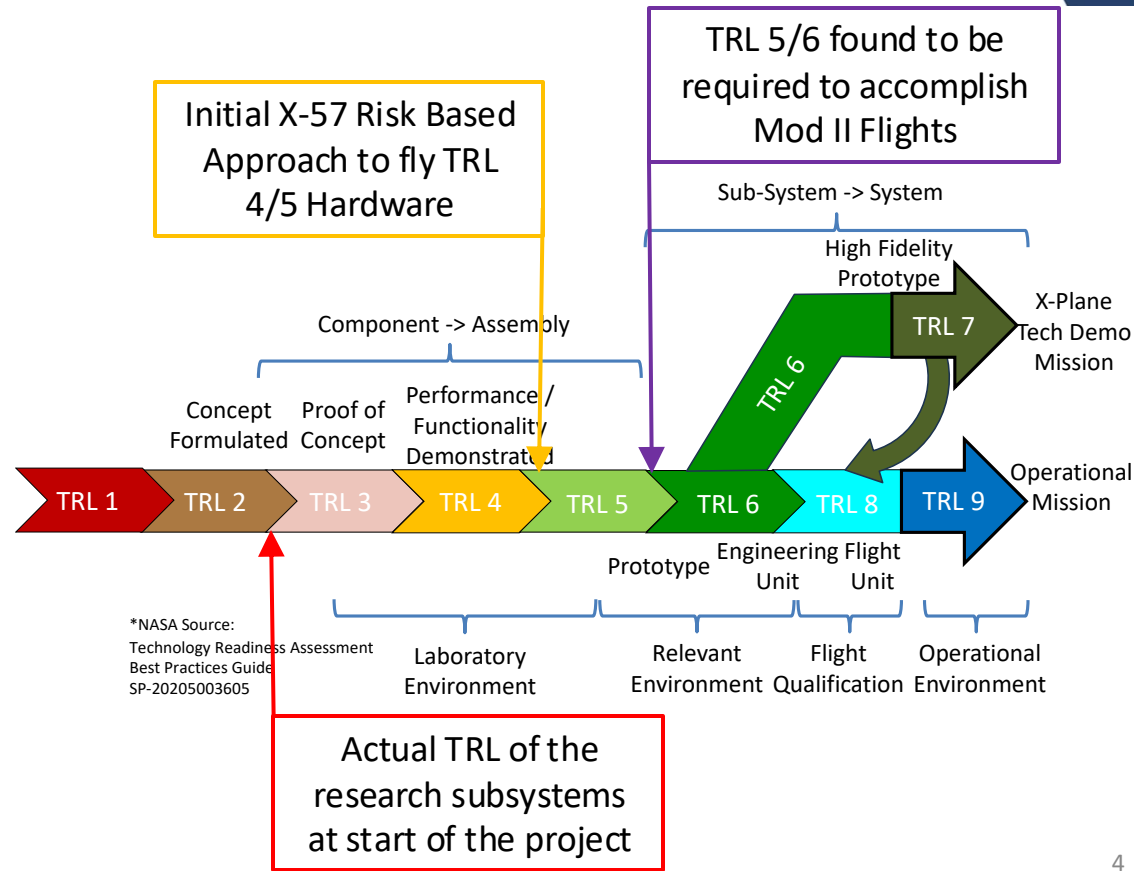 TRL 5/6 found to be
required to accomplish
Mod II Flights
Initial X-57 Risk Based
Approach to fly TRL
4/5 Hardware
Sub-System -> System
High Fidelity
Prototype
Component -> Assembly
TRL 7
X-Plane
Tech Demo
Mission
TRL 6
Concept
Formulated
Proof of
Concept
Performance /
Functionality
Demonstrated
TRL 1
TRL 2
TRL 3
TRL 4
TRL 5
TRL 6
TRL 8
TRL 9
Operational
Mission
Prototype
Engineering
Unit
Flight
Unit
*NASA Source:
Technology Readiness Assessment
Best Practices Guide
SP-20205003605
Laboratory
Environment
Relevant
Environment
Flight
Qualification
Operational
Environment
Actual TRL of the
research subsystems
at start of the project
4